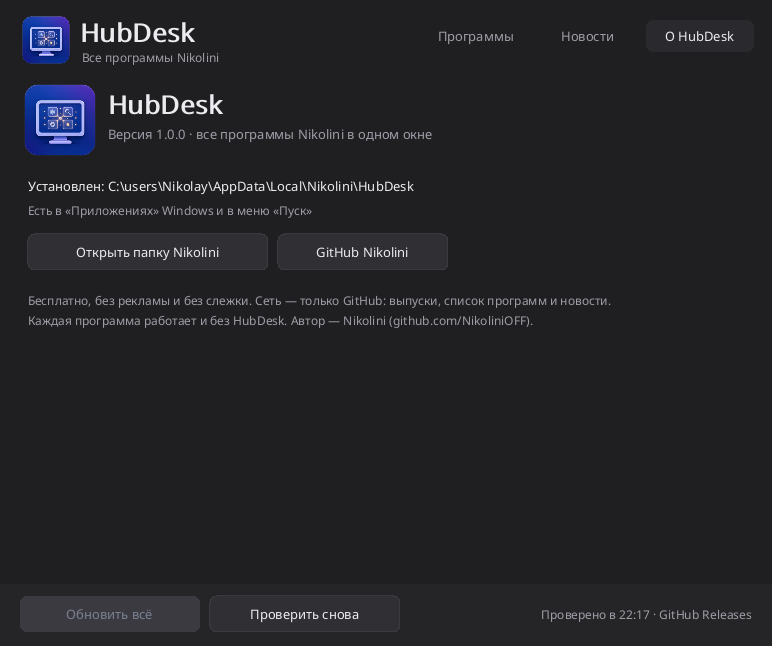 HubDesk
Все программы Nikolini
Программы
Новости
О HubDesk
HubDesk
Версия 1.0.0 · все программы Nikolini в одном окне
Установлен: C:\users\Nikolay\AppData\Local\Nikolini\HubDesk
Есть в «Приложениях» Windows и в меню «Пуск»
Открыть папку Nikolini
GitHub Nikolini
Бесплатно, без рекламы и без слежки. Сеть — только GitHub: выпуски, список программ и новости.
Каждая программа работает и без HubDesk. Автор — Nikolini (github.com/NikoliniOFF).
Обновить всё
Проверить снова
Проверено в 22:17 · GitHub Releases